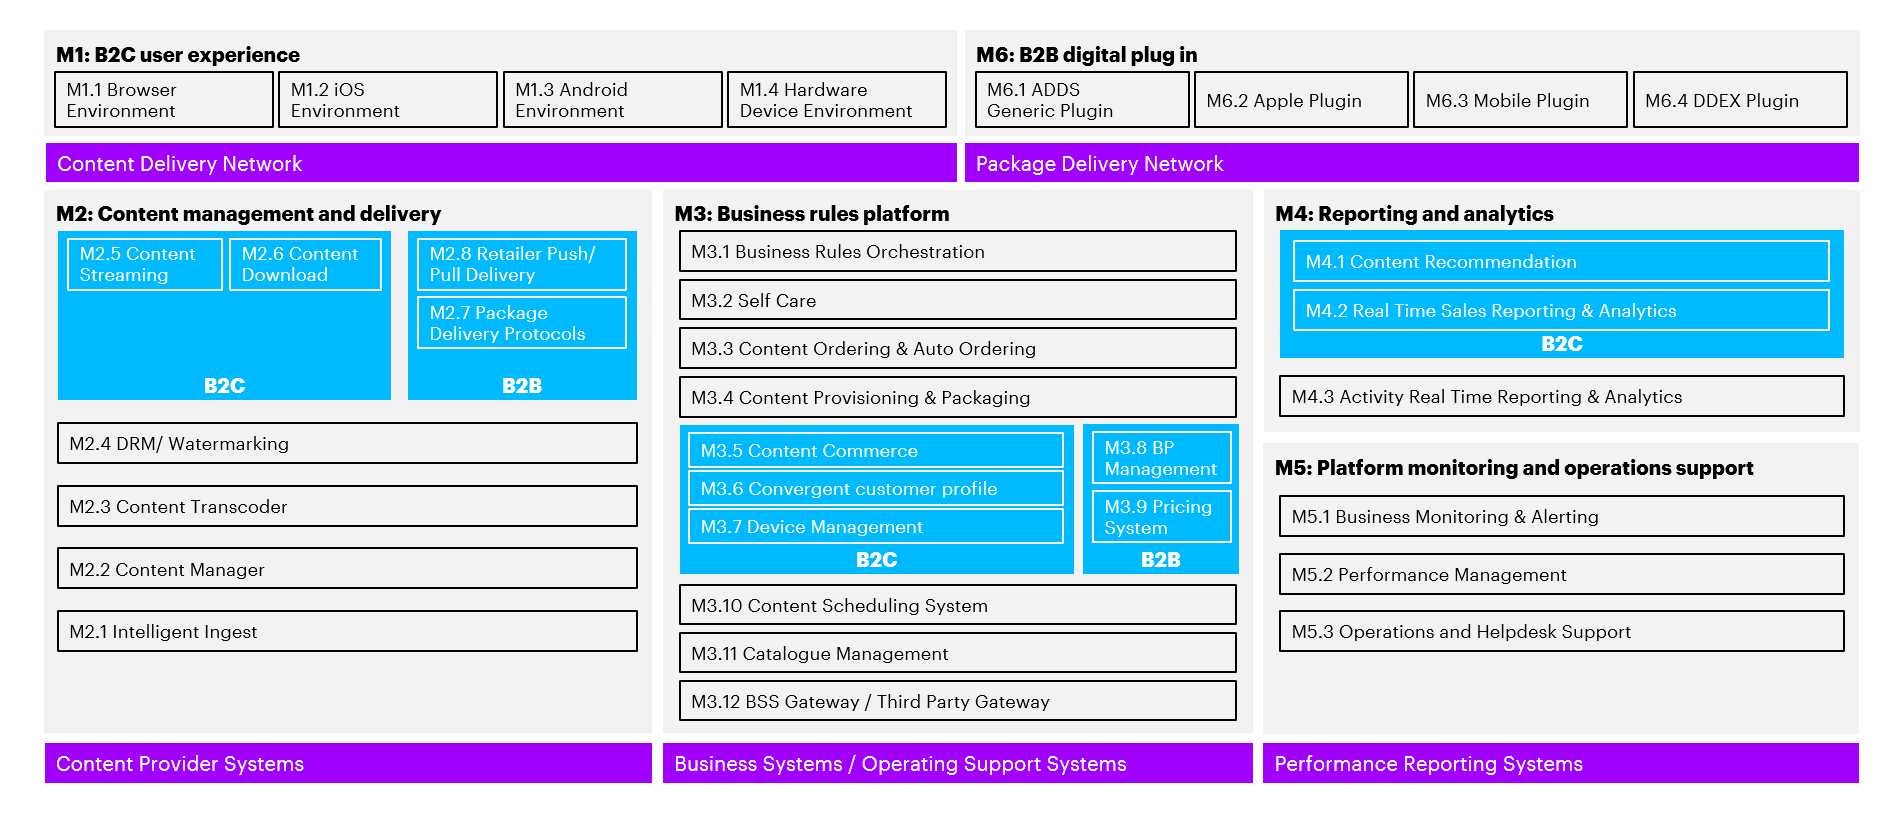 M1: B2C user experience
M1.1 Browser
Environment
M1.2 iOS
Environment
M1.3 Android
Environment
M1.4 Hardware
Device Environment
M6: B2B digital plug in
M6.1 ADDS
Generic Plugin
M6.2 Apple Plugin
M6.3 Mobile Plugin
M6.4 DDEX Plugin
Content Delivery Network
Package Delivery Network
M2: Content management and delivery
M2.5 Content
Streaming
M2.6 Content
Download
B2C
M2.8 Retailer Push/
Pull Delivery
M2.7 Package
Delivery Protocols
B2B
M2.4 DRM/ Watermarking
M2.3 Content Transcoder
M2.2 Content Manager
M2.1 Intelligent Ingest
M3: Business rules platform
M3.1 Business Rules Orchestration
M3.2 Self Care
M3.3 Content Ordering & Auto Ordering
M3.4 Content Provisioning & Packaging
M3.5 Content Commerce
M3.6 Convergent customer profile
M3.7 Device Management
B2C
M3.8 BP
Management
M3.9 Pricing
System
B2B
M3.10 Content Scheduling System
M3.11 Catalogue Management
M3.12 BSS Gateway / Third Party Gateway
M4: Reporting and analytics
M4.1 Content Recommendation
M4.2 Real Time Sales Reporting & Analytics
B2C
M4.3 Activity Real Time Reporting & Analytics
M5: Platform monitoring and operations support
M5.1 Business Monitoring & Alerting
M5.2 Performance Management
M5.3 Operations and Helpdesk Support
Content Provider Systems
Business Systems / Operating Support Systems
Performance Reporting Systems